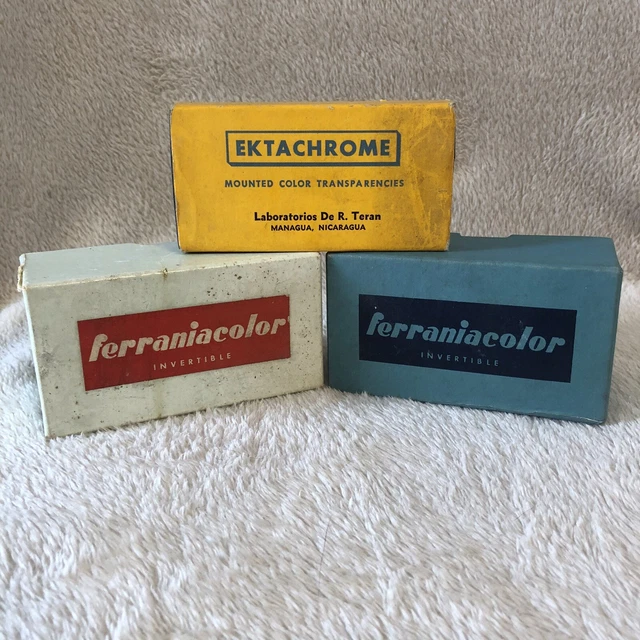 EKTACHROME
MOUNTED COLOR TRANSPARENCIES
Laboratorios De R. Teran
MANAGUA, NICARAGUA
ferraniacolor
INVERTIBLE
ferraniacolor
INVERTIBLE